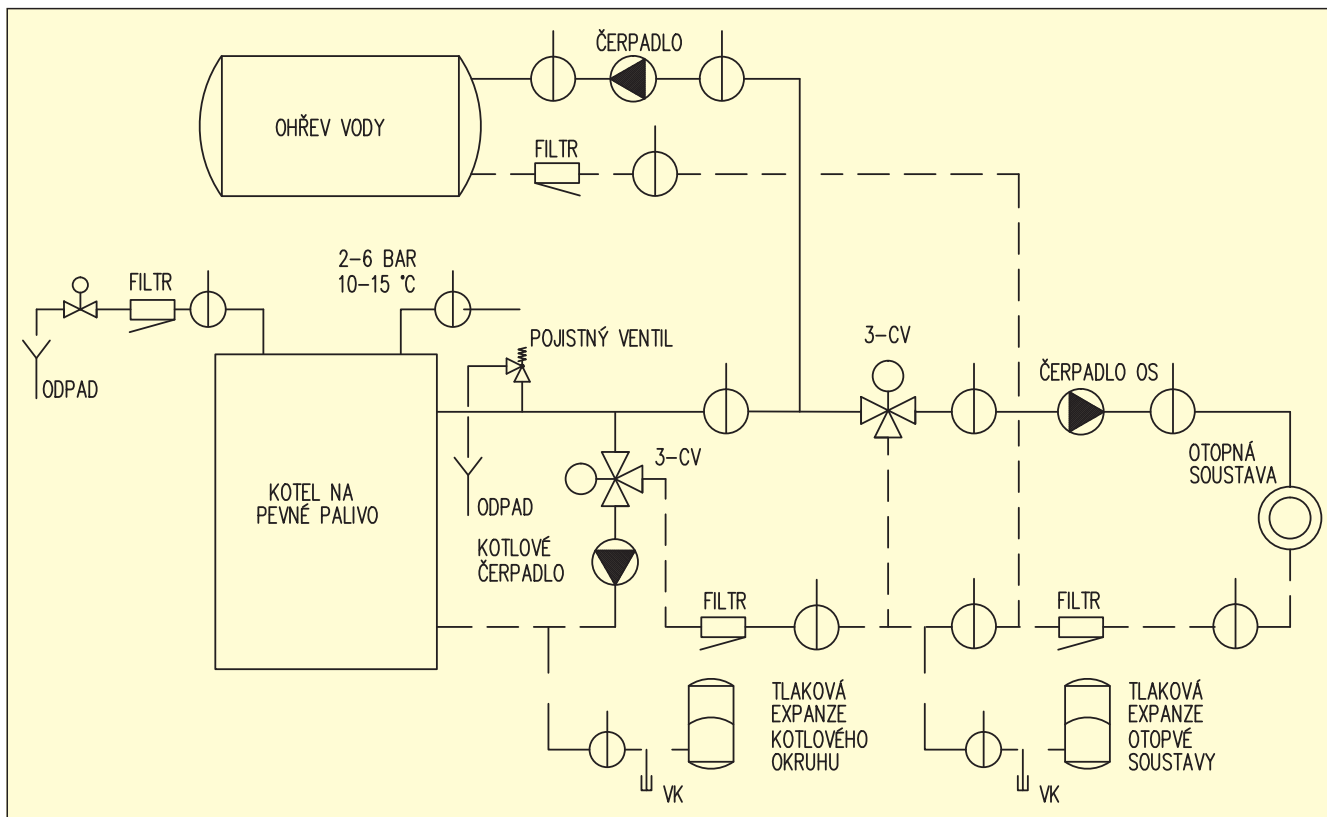 ČERPADLO
OHŘEV VODY
FILTR
2-6 BAR
10-15 °C
FILTR
ODPAD
POJISTNÝ VENTIL
3-CV
ČERPADLO OS
OTOPNÁ
SOUSTAVA
3-CV
KOTEL NA
PEVNÉ PALIVO
ODPAD
KOTLOVÉ
ČERPADLO
FILTR
FILTR
TLAKOVÁ
EXPANZE
KOTLOVÉHO
OKRUHU
VK
TLAKOVÁ
EXPANZE
OTOPVÉ
SOUSTAVY
VK